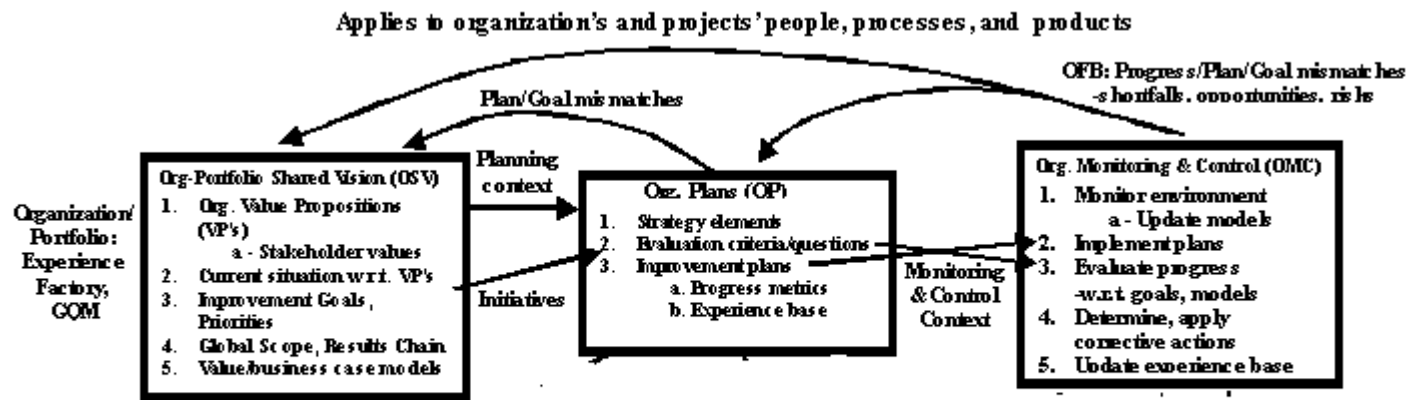 Applies to organization's and projects' people, processes, and products
OFB: Progress/Plan/Goal mismatches
-shortfalls, opportunities, risks
Plan/Goal mismatches
Organization/
Portfolio:
Experience
Factory,
GQM
Org-Portfolio Shared Vision (OSV)
1. Org. Value Propositions
(VP's)
a - Stakeholder values
2. Current situation w.r.t. VP's
3. Improvement Goals,
Priorities
4. Global Scope, Results Chain
5. Value/business case models
Planning
context
Initiatives
Org. Plans (OP)
1. Strategy elements
2. Evaluation criteria/questions
3. Improvement plans
a. Progress metrics
b. Experience base
Monitoring
& Control
Context
Org. Monitoring & Control (OMC)
1. Monitor environment
a - Update models
2. Implement plans
3. Evaluate progress
-w.r.t. goals, models
4. Determine, apply
corrective actions
5. Update experience base